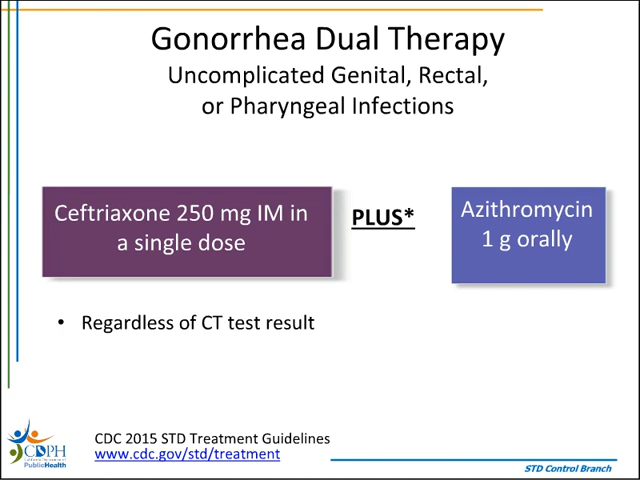 Gonorrhea Dual Therapy
Uncomplicated Genital, Rectal,
or Pharyngeal Infections
Ceftriaxone 250 mg IM in
a single dose
PLUS*
Azithromycin
1 g orally
• Regardless of CT test result
CDC 2015 STD Treatment Guidelines
www.cdc.gov/std/treatment
CDPH
PublicHealth
STD Control Branch